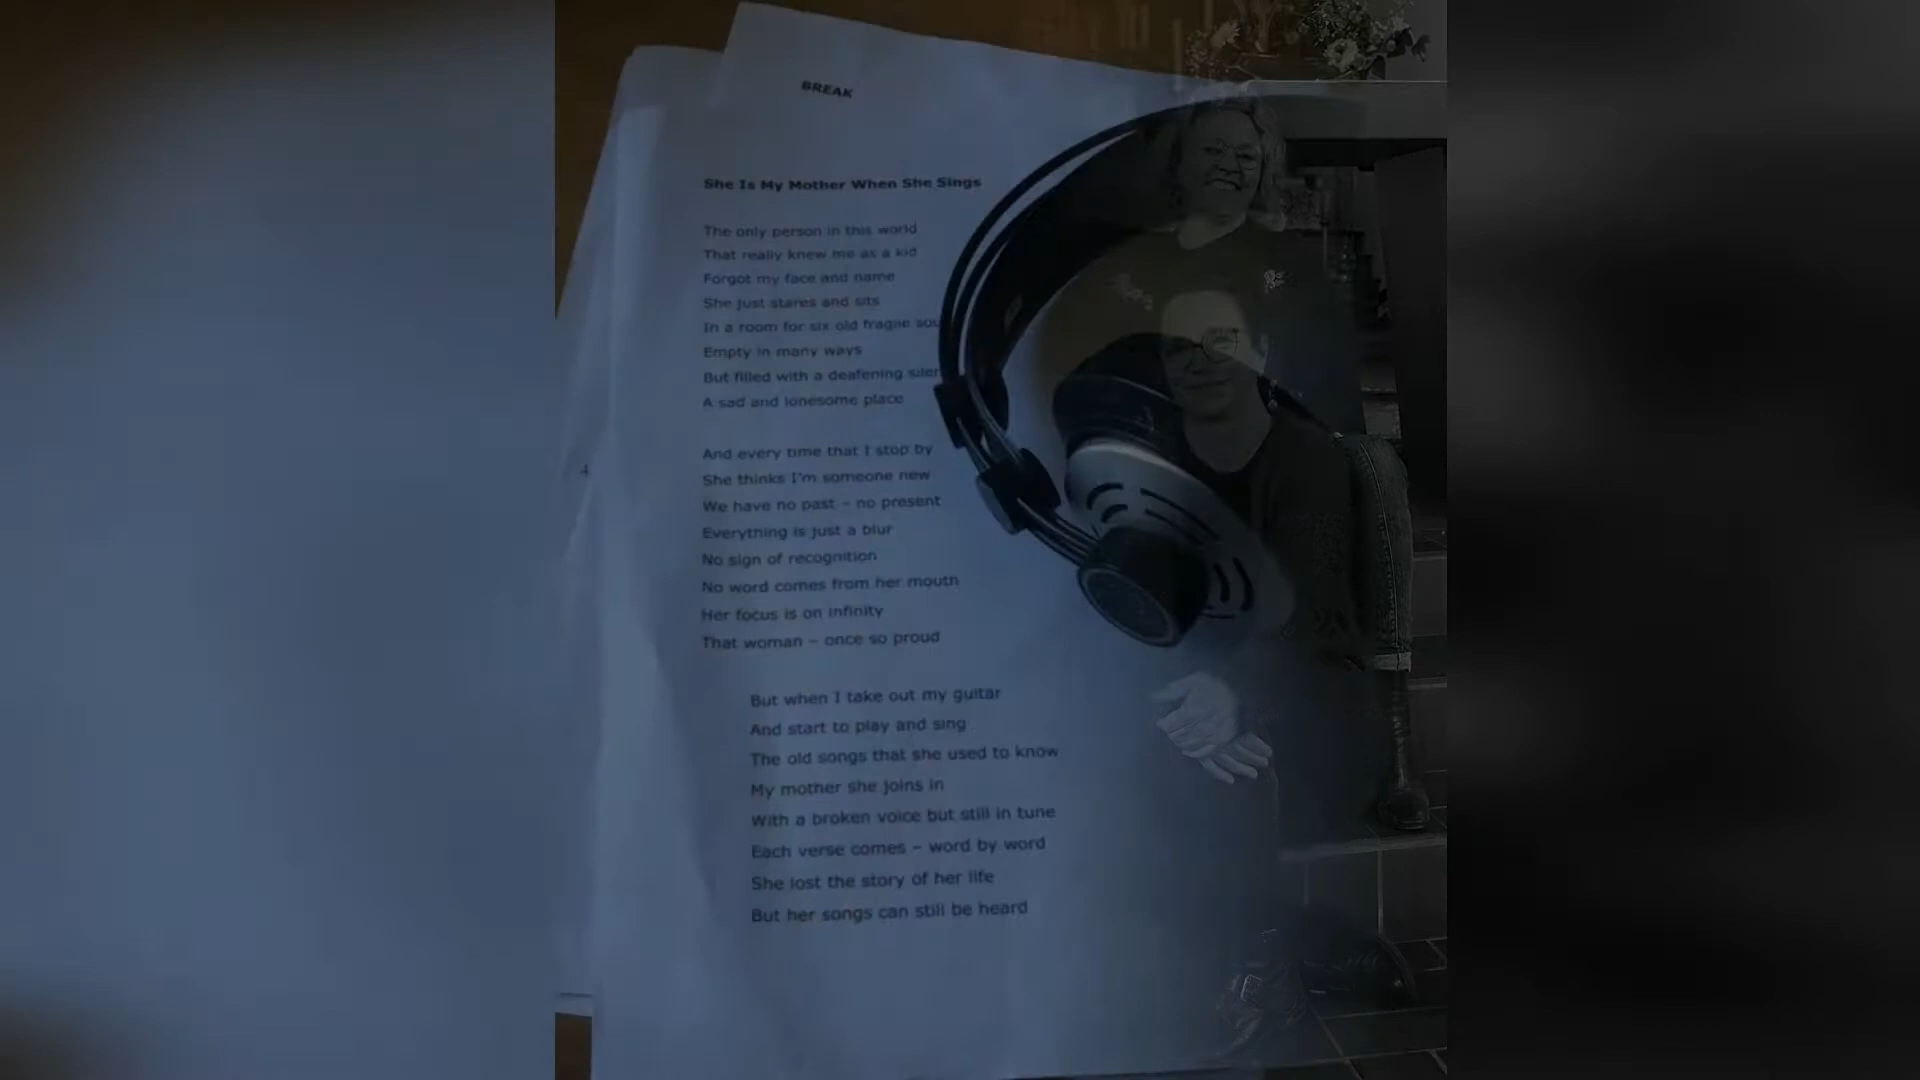 BREAK
She Is My Mother When She Sings
The only person in this world
That really knew me as a kid
Forgot my face and name
She just stares and sits
In a room for six old fragile
Empty in many ways
But filled with a deafening
A sad and lonesome place
4
And every time that I stop by
She thinks I'm someone new
We have no past – no present
Everything is just a blur
No sign of recognition
No word comes from her mouth
Her focus is on infinity
That woman – once so proud
But when I take out my guitar
And start to play and sing
The old songs that she used to know
My mother she joins in
With a broken voice but still in tune
Each verse comes – word by word
She lost the story of her life
But her songs can still be heard